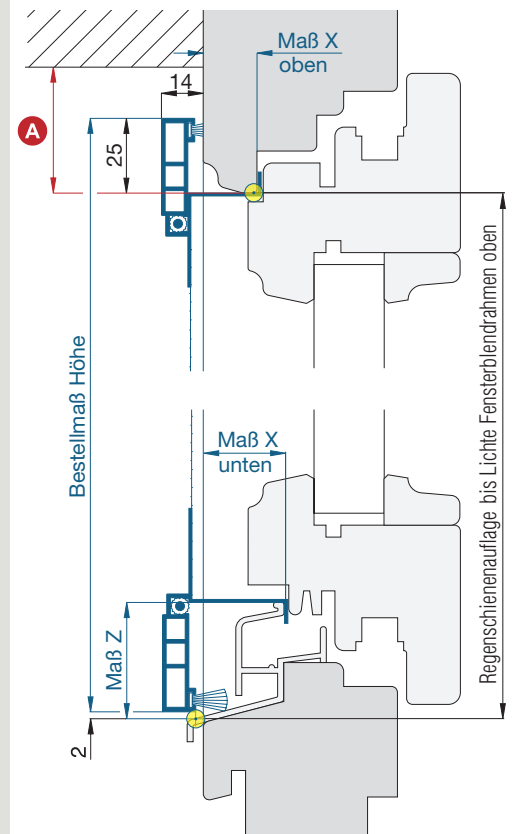 Maß X
oben
14
A
25
Bestellmaß Höhe
Regenschienenauflage bis Lichte Fensterblendrahmen oben
Maß X
unten
Maß Z
2